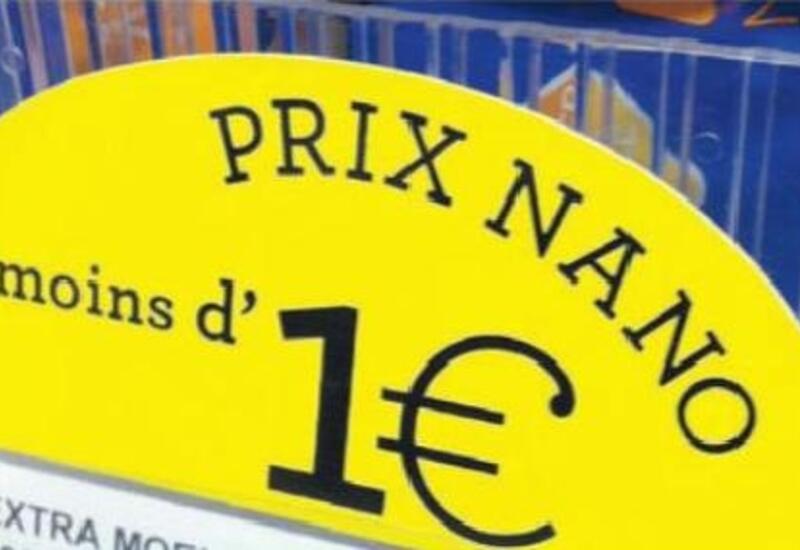 PRIX NANO
moins d'
1€
EXTRA